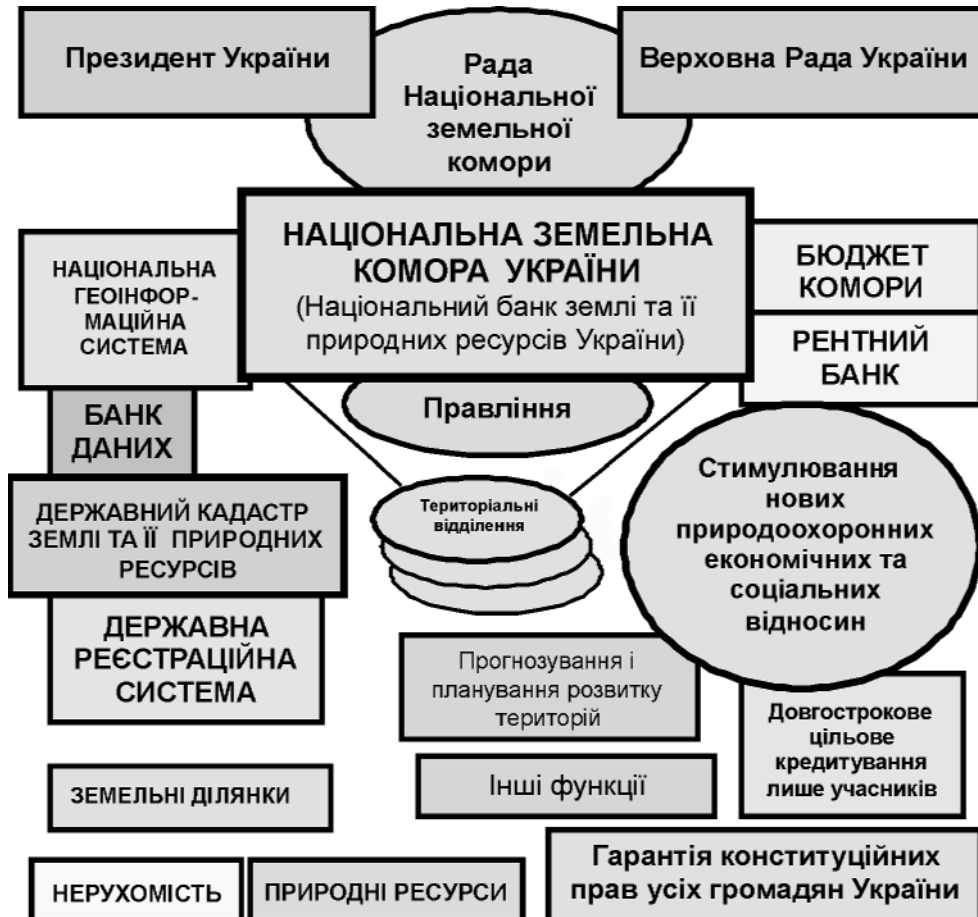 Президент України
Рада
Національної
земельної
комори
Верховна Рада України
НАЦІОНАЛЬНА ЗЕМЕЛЬНА
КОМОРА УКРАЇНИ
(Національний банк землі та її
природних ресурсів України)
НАЦІОНАЛЬНА
ГЕОІНФОР-
МАЦІЙНА
СИСТЕМА
БЮДЖЕТ
КОМОРИ
РЕНТНИЙ
БАНК
Правління
БАНК
ДАНИХ
Територіальні
відділення
Стимулювання
нових
природоохоронних
економічних та
соціальних
відносин
ДЕРЖАВНИЙ КАДАСТР
ЗЕМЛІ ТА ЇЇ ПРИРОДНИХ
РЕСУРСІВ
ДЕРЖАВНА
РЕЄСТРАЦІЙНА
СИСТЕМА
Прогнозування і
планування розвитку
територій
Довгострокове
цільове
кредитування
лише учасників
Інші функції
ЗЕМЕЛЬНІ ДІЛЯНКИ
НЕРУХОМІСТЬ
ПРИРОДНІ РЕСУРСИ
Гарантія конституційних
прав усіх громадян України